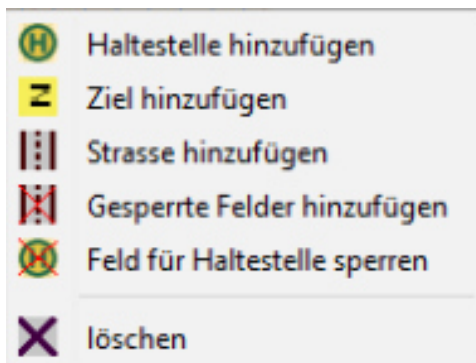 H Haltestelle hinzufügen
Z Ziel hinzufügen
Strasse hinzufügen
Gesperrte Felder hinzufügen
H Feld für Haltestelle sperren
löschen